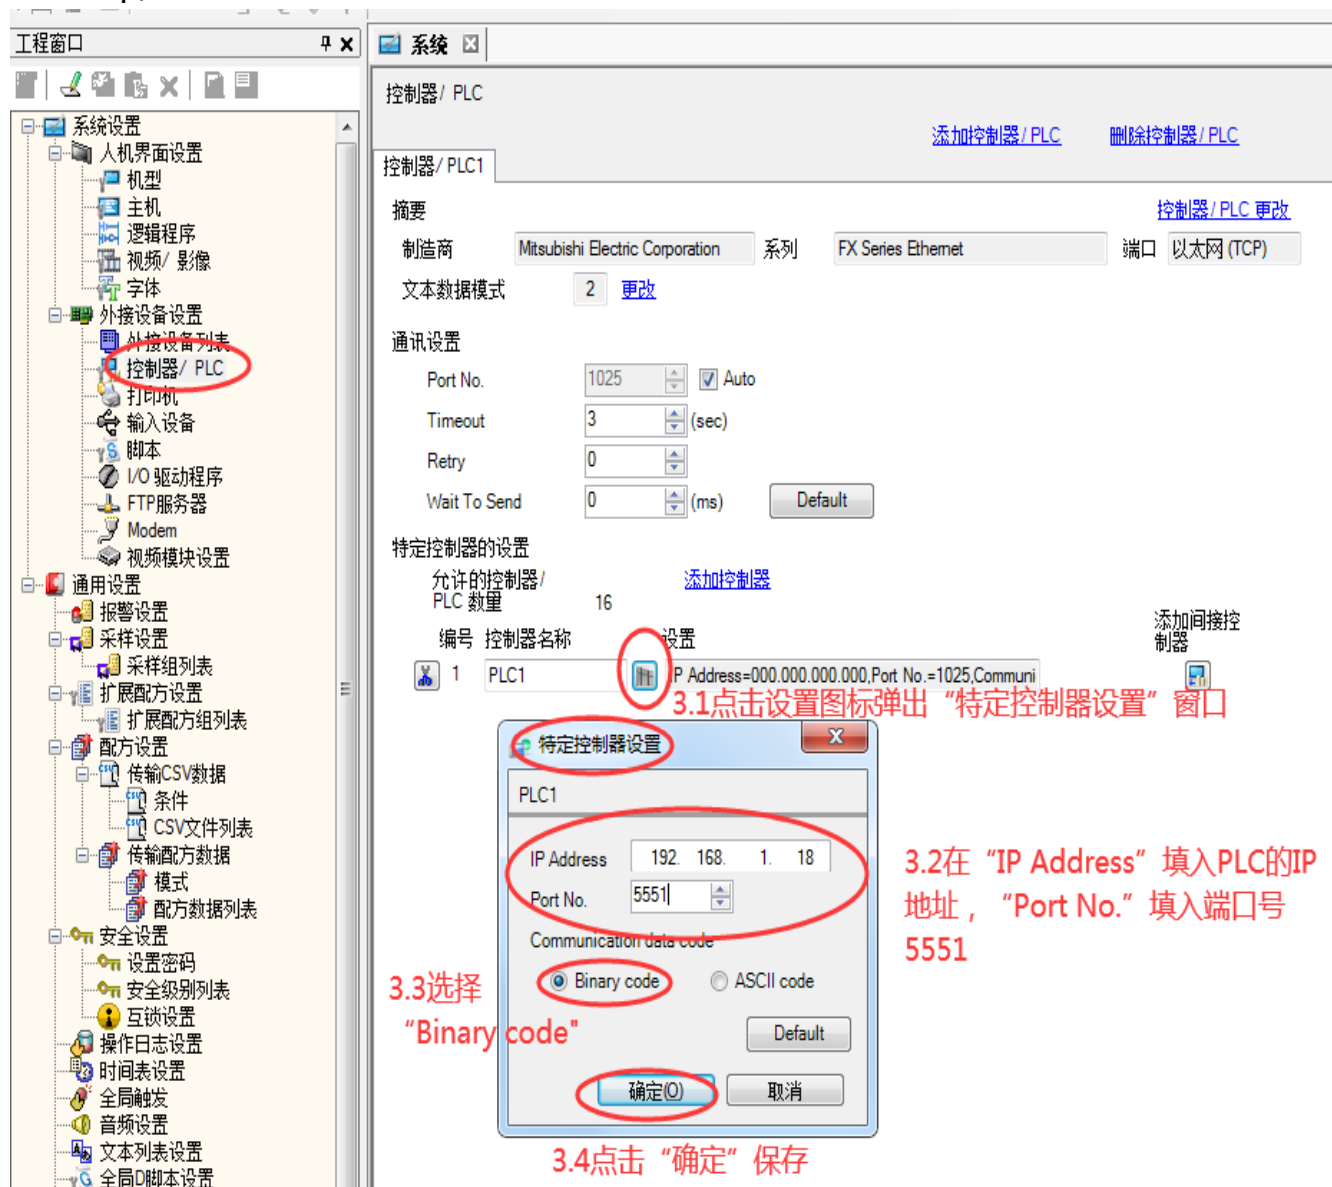 工程窗口
系统
系统设置
人机界面设置
机型
主机
逻辑程序
视频/ 影像
字体
外接设备设置
外接设备列表
控制器/ PLC
打印机
输入设备
脚本
I/O 驱动程序
FTP服务器
Modem
视频模块设置
通用设置
报警设置
采样设置
采样组列表
扩展配方设置
扩展配方组列表
配方设置
传输CSV数据
条件
CSV文件列表
传输配方数据
模式
配方数据列表
安全设置
设置密码
安全级别列表
互锁设置
操作日志设置
时间表设置
全局触发
音频设置
文本列表设置
全局D脚本设置
控制器/ PLC
添加控制器/PLC 删除控制器/PLC
控制器/PLC1
摘要 控制器/PLC 更改
制造商 Mitsubishi Electric Corporation 系列 FX Series Ethernet 端口 以太网 (TCP)
文本数据模式 2 更改
通讯设置
Port No. 1025 Auto
Timeout 3 (sec)
Retry 0
Wait To Send 0 (ms) Default
特定控制器的设置
允许的控制器/
PLC 数量 16 添加控制器
编号 控制器名称 设置 添加间接控
制器
1 PLC1 IP Address=000.000.000.000,Port No.=1025,Communi
3.1点击设置图标弹出“特定控制器设置”窗口
特定控制器设置
PLC1
IP Address 192. 168. 1. 18
Port No. 5551
Communication data code
Binary code ASCII code
Default
确定(O) 取消
3.2在“IP Address”填入PLC的IP
地址，“Port No.”填入端口号
5551
3.3选择
“Binary code"
3.4点击“确定”保存